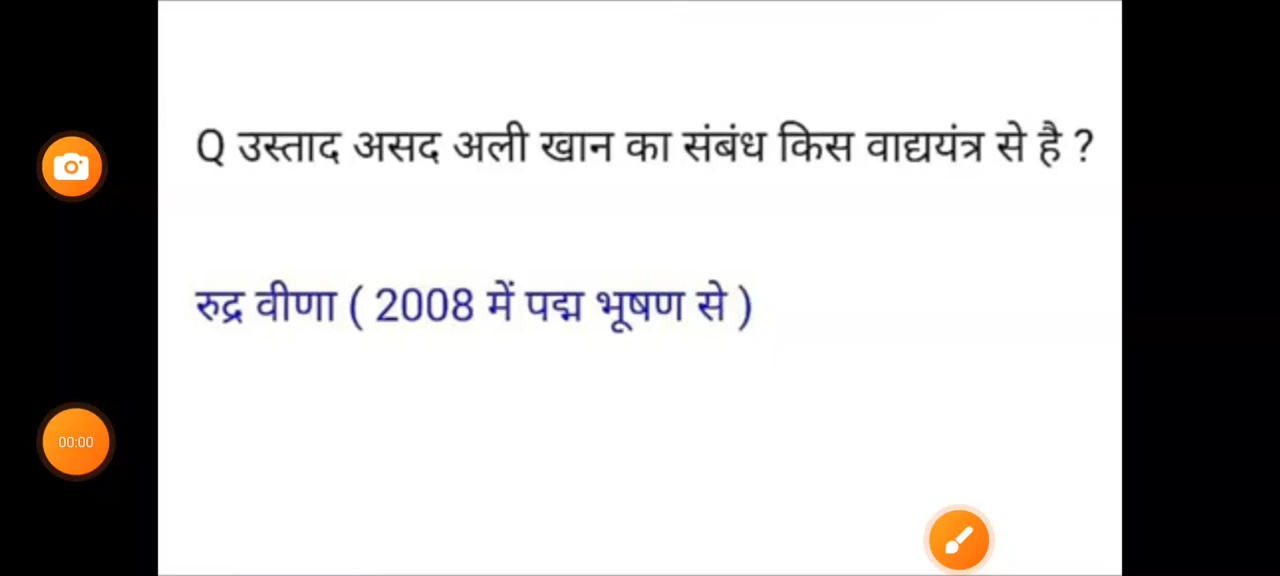 Q उस्ताद असद अली खान का संबंध किस वाद्ययंत्र से है ?
रुद्र वीणा ( 2008 में पद्म भूषण से )
00:00